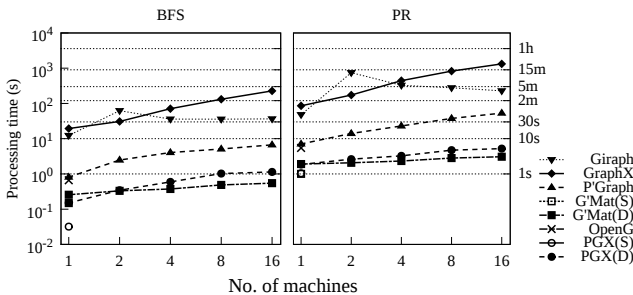 BFS PR
10^4
10^3
10^2
10^1
10^0
10^-1
10^-2
Processing time (s)
1h
15m
5m
2m
30s
10s
1s
1 2 4 8 16 1 2 4 8 16
No. of machines
Giraph
GraphX
P'Graph
G'Mat(S)
G'Mat(D)
OpenG
PGX(S)
PGX(D)